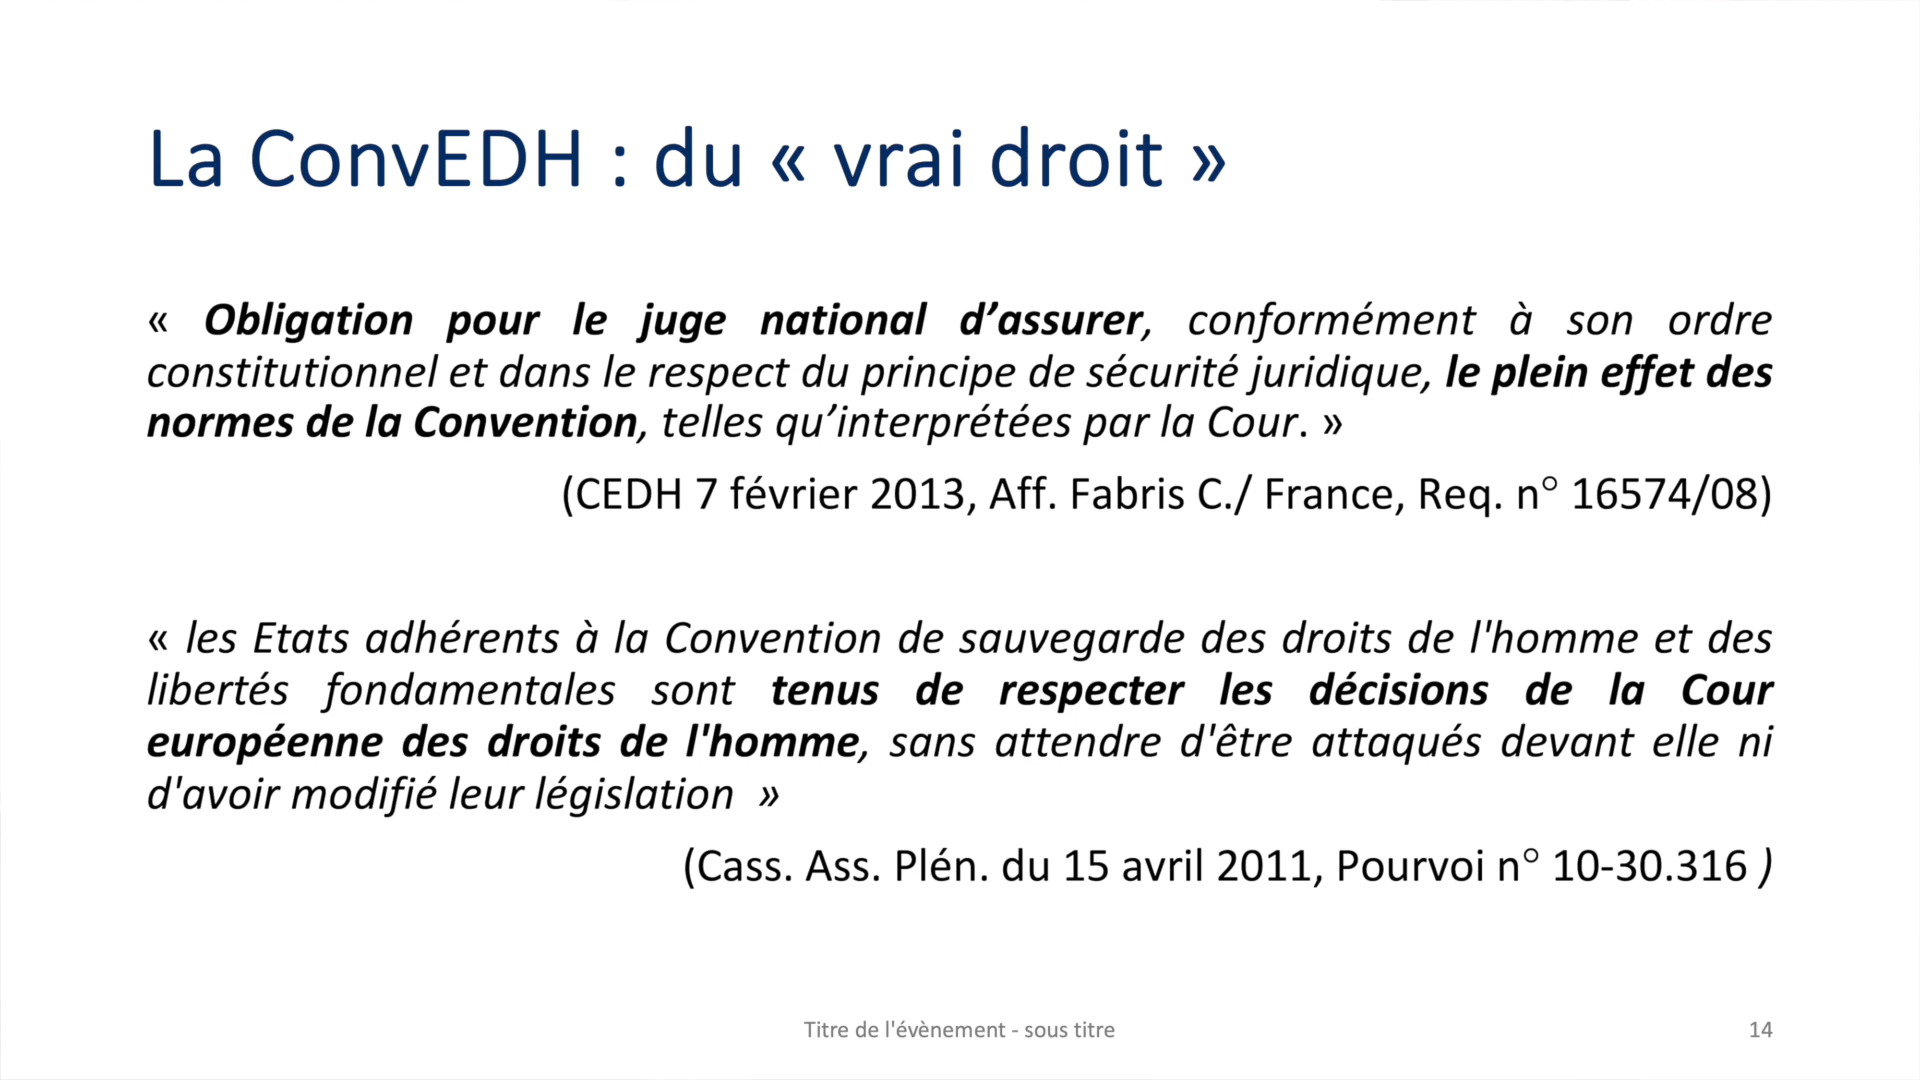 La ConvEDH : du « vrai droit »
« Obligation pour le juge national d’assurer, conformément à son ordre
constitutionnel et dans le respect du principe de sécurité juridique, le plein effet des
normes de la Convention, telles qu’interprétées par la Cour. »
(CEDH 7 février 2013, Aff. Fabris C./ France, Req. n° 16574/08)
« les Etats adhérents à la Convention de sauvegarde des droits de l'homme et des
libertés fondamentales sont tenus de respecter les décisions de la Cour
européenne des droits de l'homme, sans attendre d'être attaqués devant elle ni
d'avoir modifié leur législation  »
(Cass. Ass. Plén. du 15 avril 2011, Pourvoi n° 10-30.316 )
Titre de l'évènement - sous titre
14